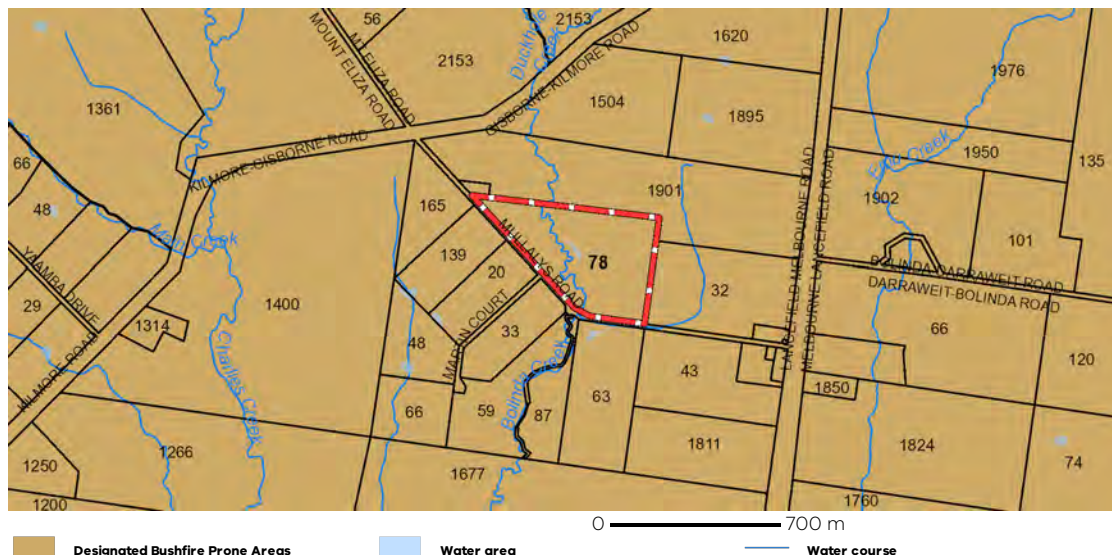 56
2153
2153
1620
1976
1361
MOUNT ELIZA ROAD
MT ELIZA ROAD
Duckhole Creek
GISBORNE-KILMORE ROAD
1504
1895
KILMORE-GISBORNE ROAD
66
48
Main Creek
165
1901
LANCEFIELD MELBOURNE ROAD
MELBOURNE-LANCEFIELD ROAD
1950
135
1902
101
139
MULLALYS ROAD
78
20
32
BOLINDA-DARRAWEIT ROAD
DARRAWEIT-BOLINDA ROAD
YAAMBA DRIVE
29
1314
1400
MARTON COURT
33
66
KILMORE ROAD
Charlies Creek
48
Bolinda Creek
43
120
66
59
87
63
1850
1811
1824
74
1250
1266
1677
1200
1760
0 700 m
Designated Bushfire Prone Areas Water area Water course